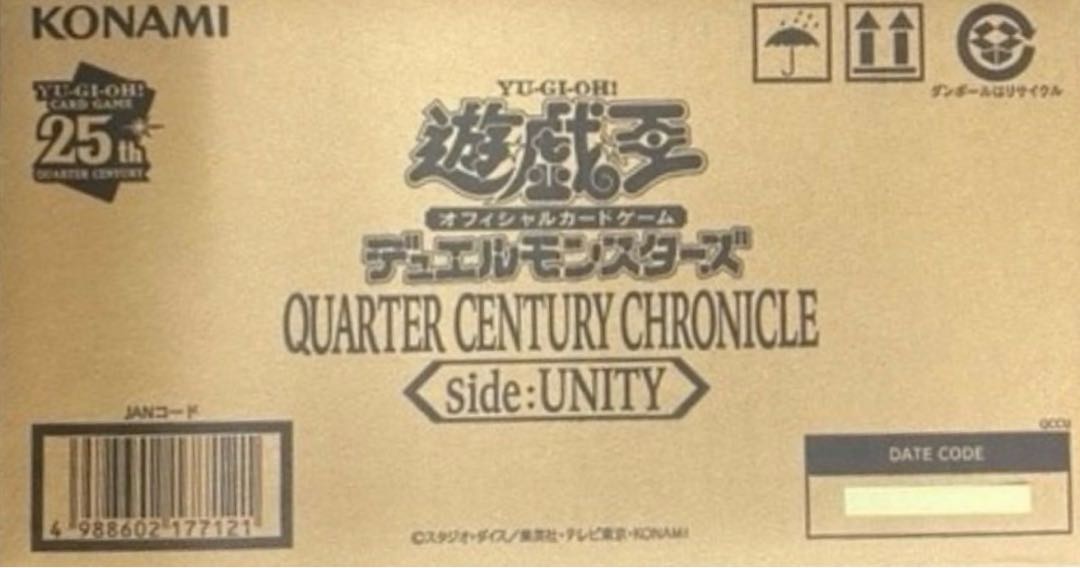 KONAMI
YU-GI-OH!
CARD GAME
25th
QUARTER CENTURY
ダンボールはリサイクル
YU-GI-OH!
遊戯王
オフィシャルカードゲーム
デュエルモンスターズ
QUARTER CENTURY CHRONICLE
side:UNITY
JANコード
4 988602 177121
QCCU
DATE CODE
©スタジオ・ダイス/集英社・テレビ東京・KONAMI